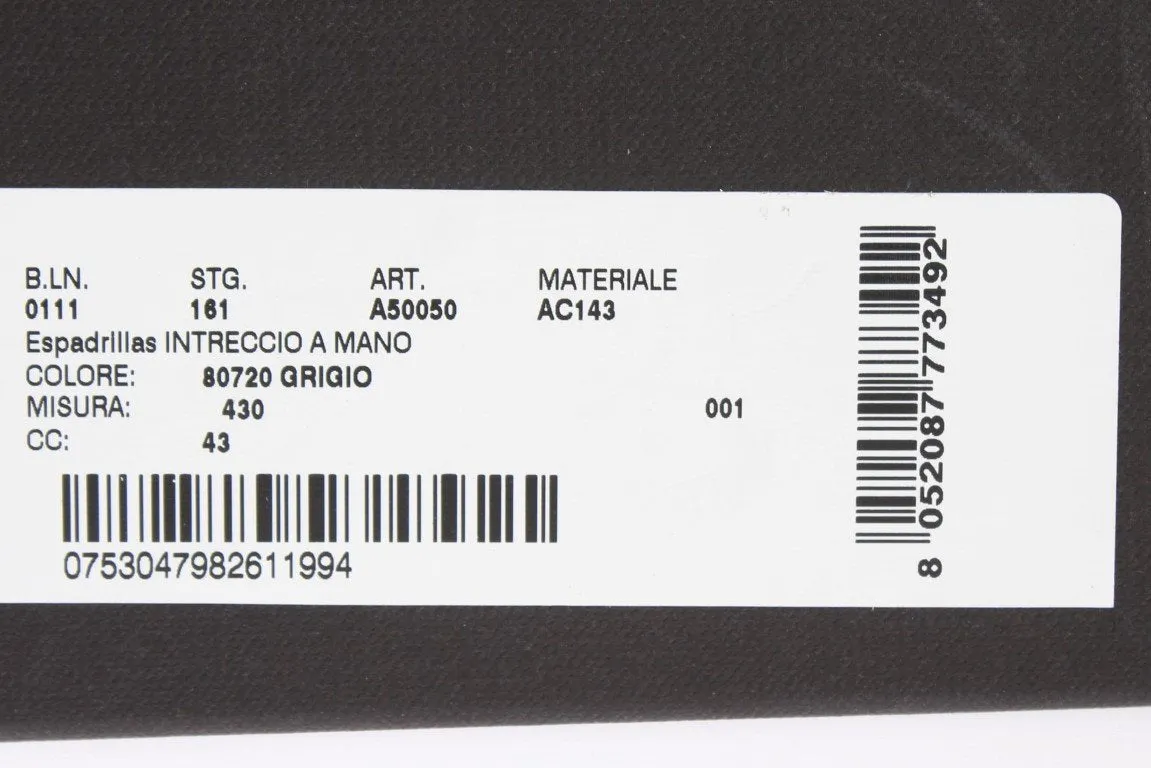 B.LN. STG. ART. MATERIALE
0111 161 A50050 AC143
Espadrillas INTRECCIO A MANO
COLORE: 80720 GRIGIO
MISURA: 430 001
CC: 43
0753047982611994
8 052087 773492